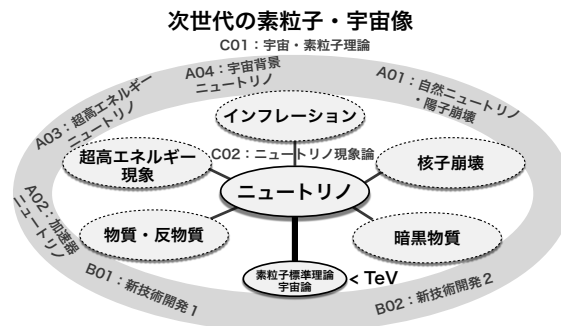 次世代の素粒子・宇宙像
C01：宇宙・素粒子理論
A04：宇宙背景
ニュートリノ
A01：自然ニュートリノ
・陽子崩壊
A03：超高エネルギー
ニュートリノ
インフレーション
超高エネルギー
現象
C02：ニュートリノ現象論
核子崩壊
ニュートリノ
A02：加速器
ニュートリノ
物質・反物質
暗黒物質
素粒子標準理論
宇宙論
< TeV
B01：新技術開発1
B02：新技術開発2